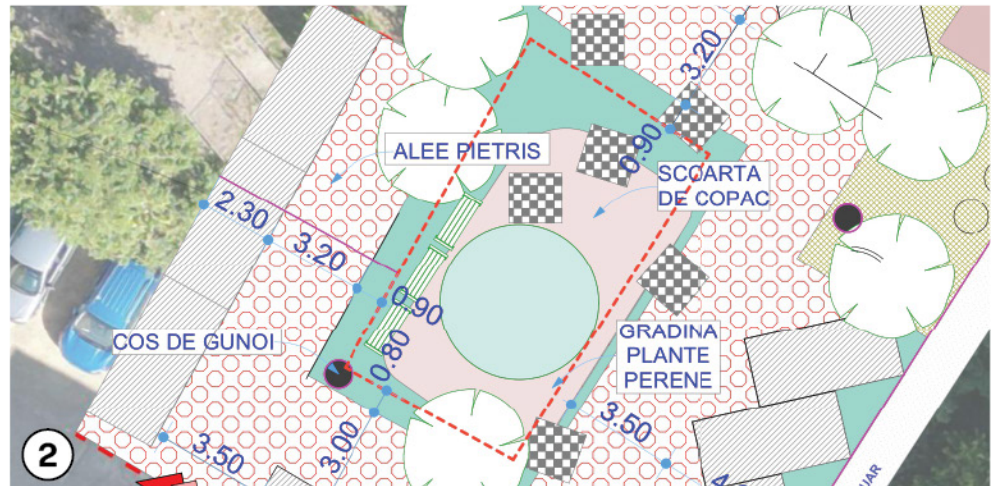 3.20
ALEE PIETRIS
0.90
SCOARTA
DE COPAC
2.30
3.20
0.90
COS DE GUNOI
0.80
GRADINA
PLANTE
PERENE
3.50
3.00
3.50
2